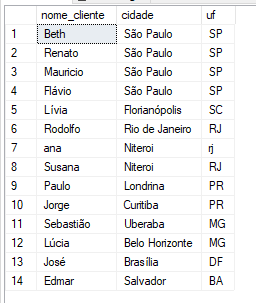 nome_cliente cidade uf
1 Beth São Paulo SP
2 Renato São Paulo SP
3 Mauricio São Paulo SP
4 Flávio São Paulo SP
5 Lívia Florianópolis SC
6 Rodolfo Rio de Janeiro RJ
7 ana Niteroi rj
8 Susana Niteroi RJ
9 Paulo Londrina PR
10 Jorge Curitiba PR
11 Sebastião Uberaba MG
12 Lúcia Belo Horizonte MG
13 José Brasília DF
14 Edmar Salvador BA